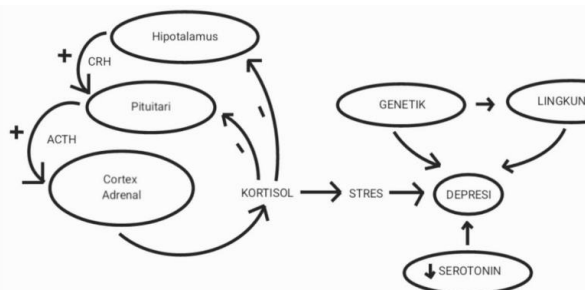 Hipotalamus
+
CRH
Pituitari
+
ACTH
Cortex
Adrenal
-
-
KORTISOL
STRES
GENETIK
LINGKUN
DEPRESI
SEROTONIN